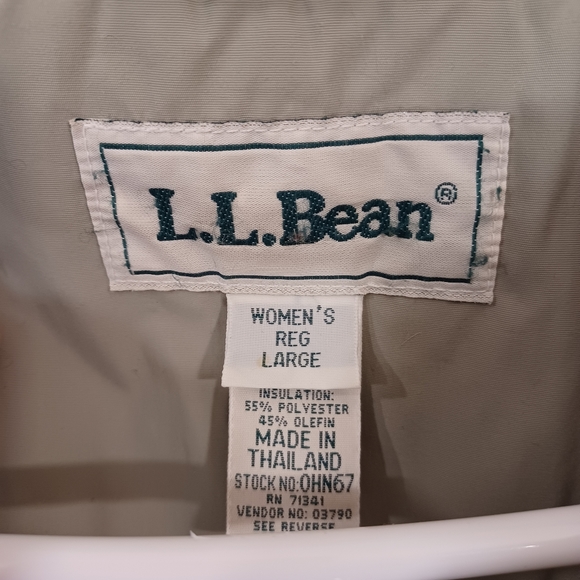 L.L.Bean®
WOMEN'S
REG
LARGE
INSULATION:
55% POLYESTER
45% OLEFIN
MADE IN
THAILAND
STOCK NO:OHN67
RN 71341
VENDOR NO: 03790
SEE REVERSE